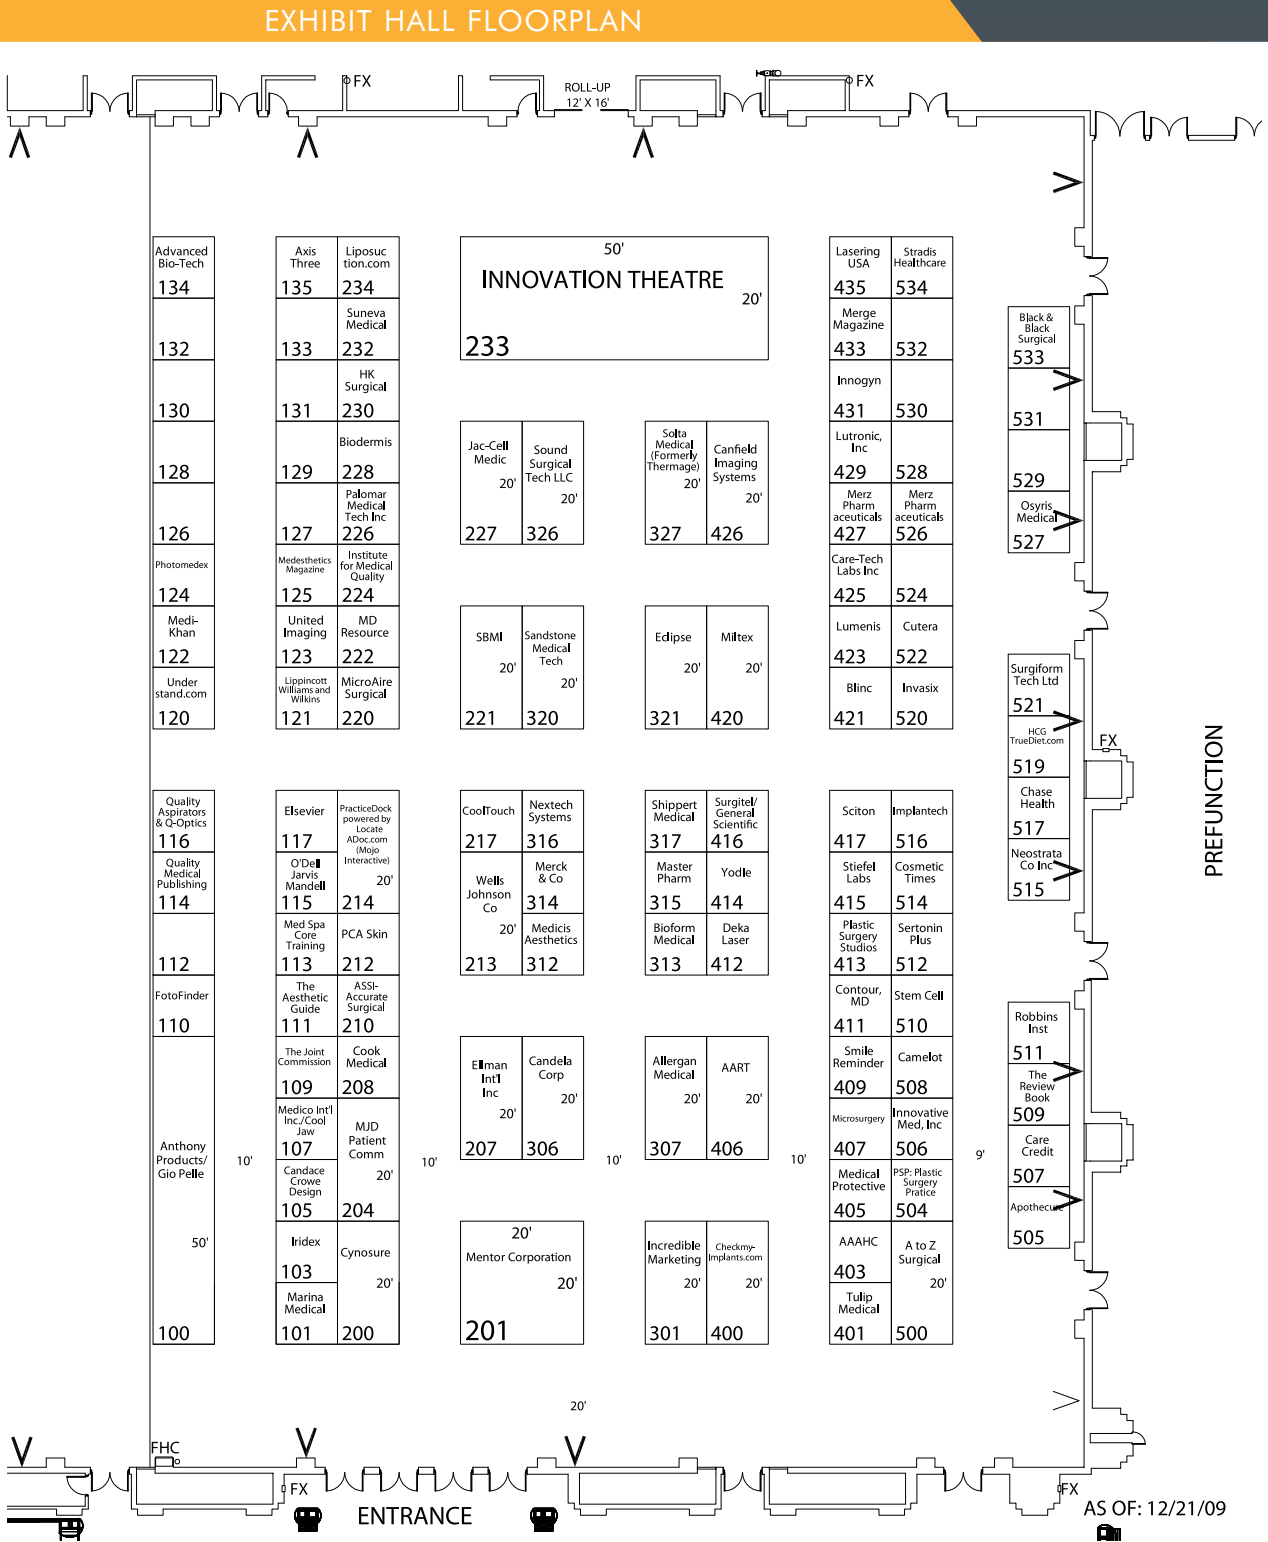 EXHIBIT HALL FLOORPLAN
FX
ROLL-UP
12' X 16'
FX
Advanced
Bio-Tech
134
132
130
128
126
Photomedex
124
Medi-
Khan
122
Under
stand.com
120
Axis
Three
135
133
131
129
127
Medesthetics
Magazine
125
United
Imaging
123
Lippincott
Williams and
Wilkins
121
Liposuc
tion.com
234
Suneva
Medical
232
HK
Surgical
230
Biodermis
228
Palomar
Medical
Tech Inc
226
Institute
for Medical
Quality
224
MD
Resource
222
MicroAire
Surgical
220
50'
INNOVATION THEATRE
20'
233
Jac-Cell
Medic
20'
227
Sound
Surgical
Tech LLC
20'
326
Solta
Medical
(Formerly
Thermage)
20'
327
Canfield
Imaging
Systems
20'
426
SBMI
20'
221
Sandstone
Medical
Tech
20'
320
Eclipse
20'
321
Miltex
20'
420
Lasering
USA
435
Merge
Magazine
433
Innogyn
431
Lutronic,
Inc
429
Merz
Pharm
aceuticals
427
Care-Tech
Labs Inc
425
Lumenis
423
Blinc
421
Stradis
Healthcare
534
532
530
528
Merz
Pharm
aceuticals
526
524
Cutera
522
Invasix
520
Black &
Black
Surgical
533
531
529
Osyris
Medical
527
Surgiform
Tech Ltd
521
HCG
TrueDiet.com
519
Chase
Health
517
Neostrata
Co Inc
515
FX
PREFUNCTION
Quality
Aspirators
& Q-Optics
116
Quality
Medical
Publishing
114
112
FotoFinder
110
Anthony
Products/
Gio Pelle
50'
100
10'
Elsevier
117
O'Dell
Jarvis
Mandell
115
Med Spa
Core
Training
113
The
Aesthetic
Guide
111
The Joint
Commission
109
Medico Int'l
Inc./Cool
Jaw
107
Candace
Crowe
Design
105
Iridex
103
Marina
Medical
101
PracticeDock
powered by
Locate
ADoc.com
(Mojo
Interactive)
20'
214
PCA Skin
212
ASSI-
Accurate
Surgical
210
Cook
Medical
208
MJD
Patient
Comm
20'
204
Cynosure
20'
200
10'
CoolTouch
217
Wells
Johnson
Co
20'
213
Nextech
Systems
316
Merck
& Co
314
Medicis
Aesthetics
312
Ellman
Int'l
Inc
20'
207
Candela
Corp
20'
306
20'
Mentor Corporation
20'
201
10'
Shippert
Medical
317
Master
Pharm
315
Bioform
Medical
313
Surgitel/
General
Scientific
416
Yodle
414
Deka
Laser
412
Allergan
Medical
20'
307
AART
20'
406
Incredible
Marketing
20'
301
Checkmy-
Implants.com
20'
400
10'
Sciton
417
Stiefel
Labs
415
Plastic
Surgery
Studios
413
Contour,
MD
411
Smile
Reminder
409
Microsurgery
407
Medical
Protective
405
AAAHC
403
Tulip
Medical
401
Implantech
516
Cosmetic
Times
514
Sertonin
Plus
512
Stem Cell
510
Camelot
508
Innovative
Med, Inc
506
PSP: Plastic
Surgery
Pratice
504
A to Z
Surgical
20'
500
9'
Robbins
Inst
511
The
Review
Book
509
Care
Credit
507
Apothecure
505
20'
FHC
FX
ENTRANCE
FX
AS OF: 12/21/09